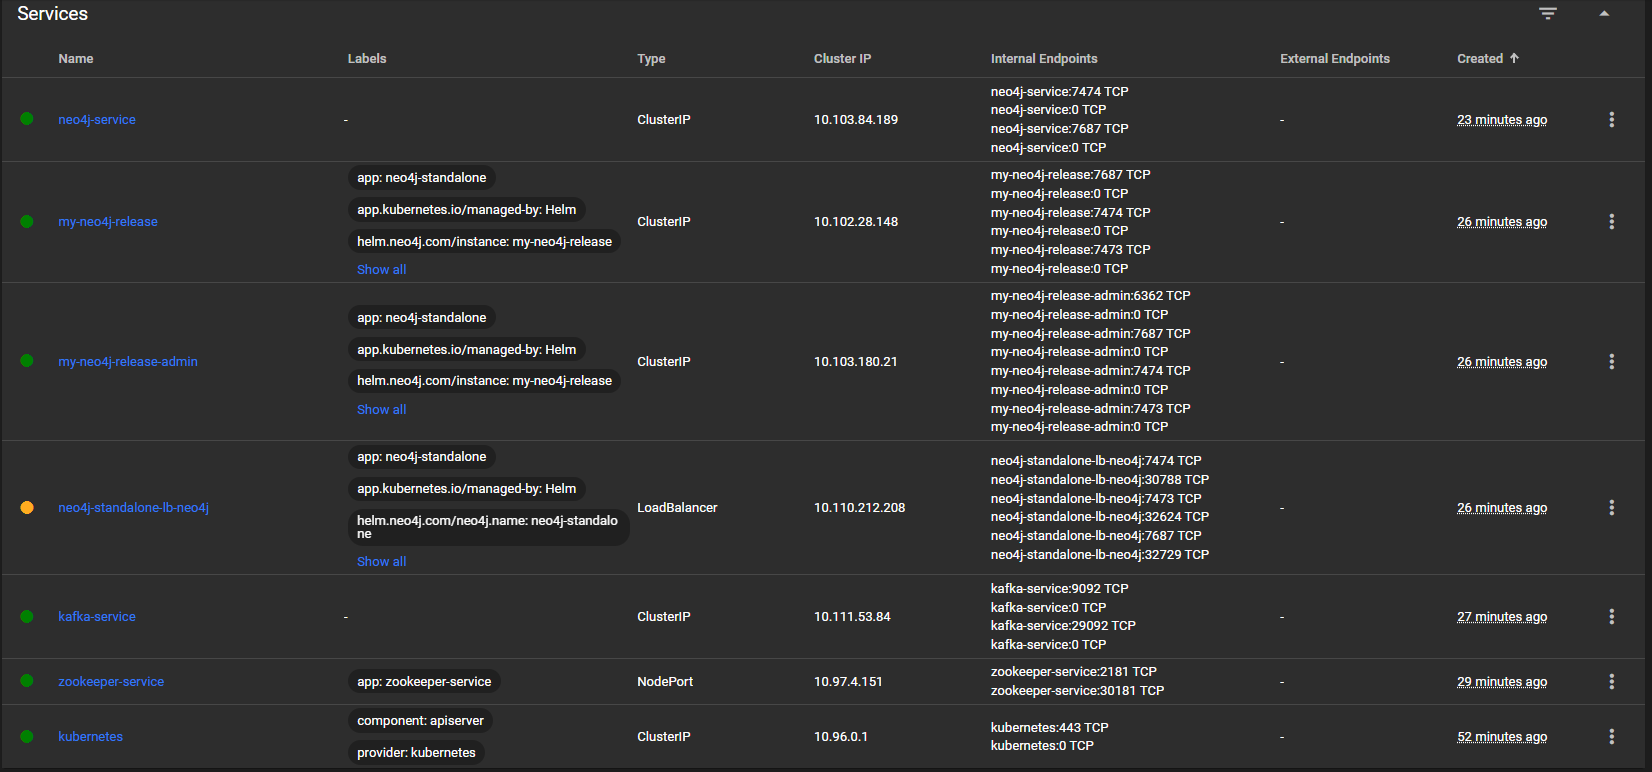 Services
Name Labels Type Cluster IP Internal Endpoints External Endpoints Created ↑
neo4j-service - ClusterIP 10.103.84.189 - 23 minutes ago
neo4j-service:7474 TCP
neo4j-service:0 TCP
neo4j-service:7687 TCP
neo4j-service:0 TCP
my-neo4j-release ClusterIP 10.102.28.148 - 26 minutes ago
app: neo4j-standalone
app.kubernetes.io/managed-by: Helm
helm.neo4j.com/instance: my-neo4j-release
Show all
my-neo4j-release:7687 TCP
my-neo4j-release:0 TCP
my-neo4j-release:7474 TCP
my-neo4j-release:0 TCP
my-neo4j-release:7473 TCP
my-neo4j-release:0 TCP
my-neo4j-release-admin ClusterIP 10.103.180.21 - 26 minutes ago
app: neo4j-standalone
app.kubernetes.io/managed-by: Helm
helm.neo4j.com/instance: my-neo4j-release
Show all
my-neo4j-release-admin:6362 TCP
my-neo4j-release-admin:0 TCP
my-neo4j-release-admin:7687 TCP
my-neo4j-release-admin:0 TCP
my-neo4j-release-admin:7474 TCP
my-neo4j-release-admin:0 TCP
my-neo4j-release-admin:7473 TCP
my-neo4j-release-admin:0 TCP
neo4j-standalone-lb-neo4j LoadBalancer 10.110.212.208 - 26 minutes ago
app: neo4j-standalone
app.kubernetes.io/managed-by: Helm
helm.neo4j.com/neo4j.name: neo4j-standalo
ne
Show all
neo4j-standalone-lb-neo4j:7474 TCP
neo4j-standalone-lb-neo4j:30788 TCP
neo4j-standalone-lb-neo4j:7473 TCP
neo4j-standalone-lb-neo4j:32624 TCP
neo4j-standalone-lb-neo4j:7687 TCP
neo4j-standalone-lb-neo4j:32729 TCP
kafka-service - ClusterIP 10.111.53.84 - 27 minutes ago
kafka-service:9092 TCP
kafka-service:0 TCP
kafka-service:29092 TCP
kafka-service:0 TCP
zookeeper-service app: zookeeper-service NodePort 10.97.4.151 - 29 minutes ago
zookeeper-service:2181 TCP
zookeeper-service:30181 TCP
kubernetes ClusterIP 10.96.0.1 - 52 minutes ago
component: apiserver
provider: kubernetes
kubernetes:443 TCP
kubernetes:0 TCP